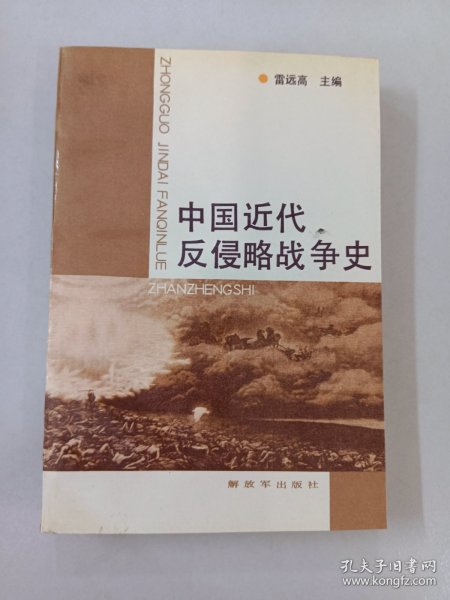 雷远高 主编
ZHONGGUO JINDAI FANQINLUE
中国近代
反侵略战争史
ZHANZHENGSHI
解放军出版社
孔夫子旧书网
www.kongfz.com